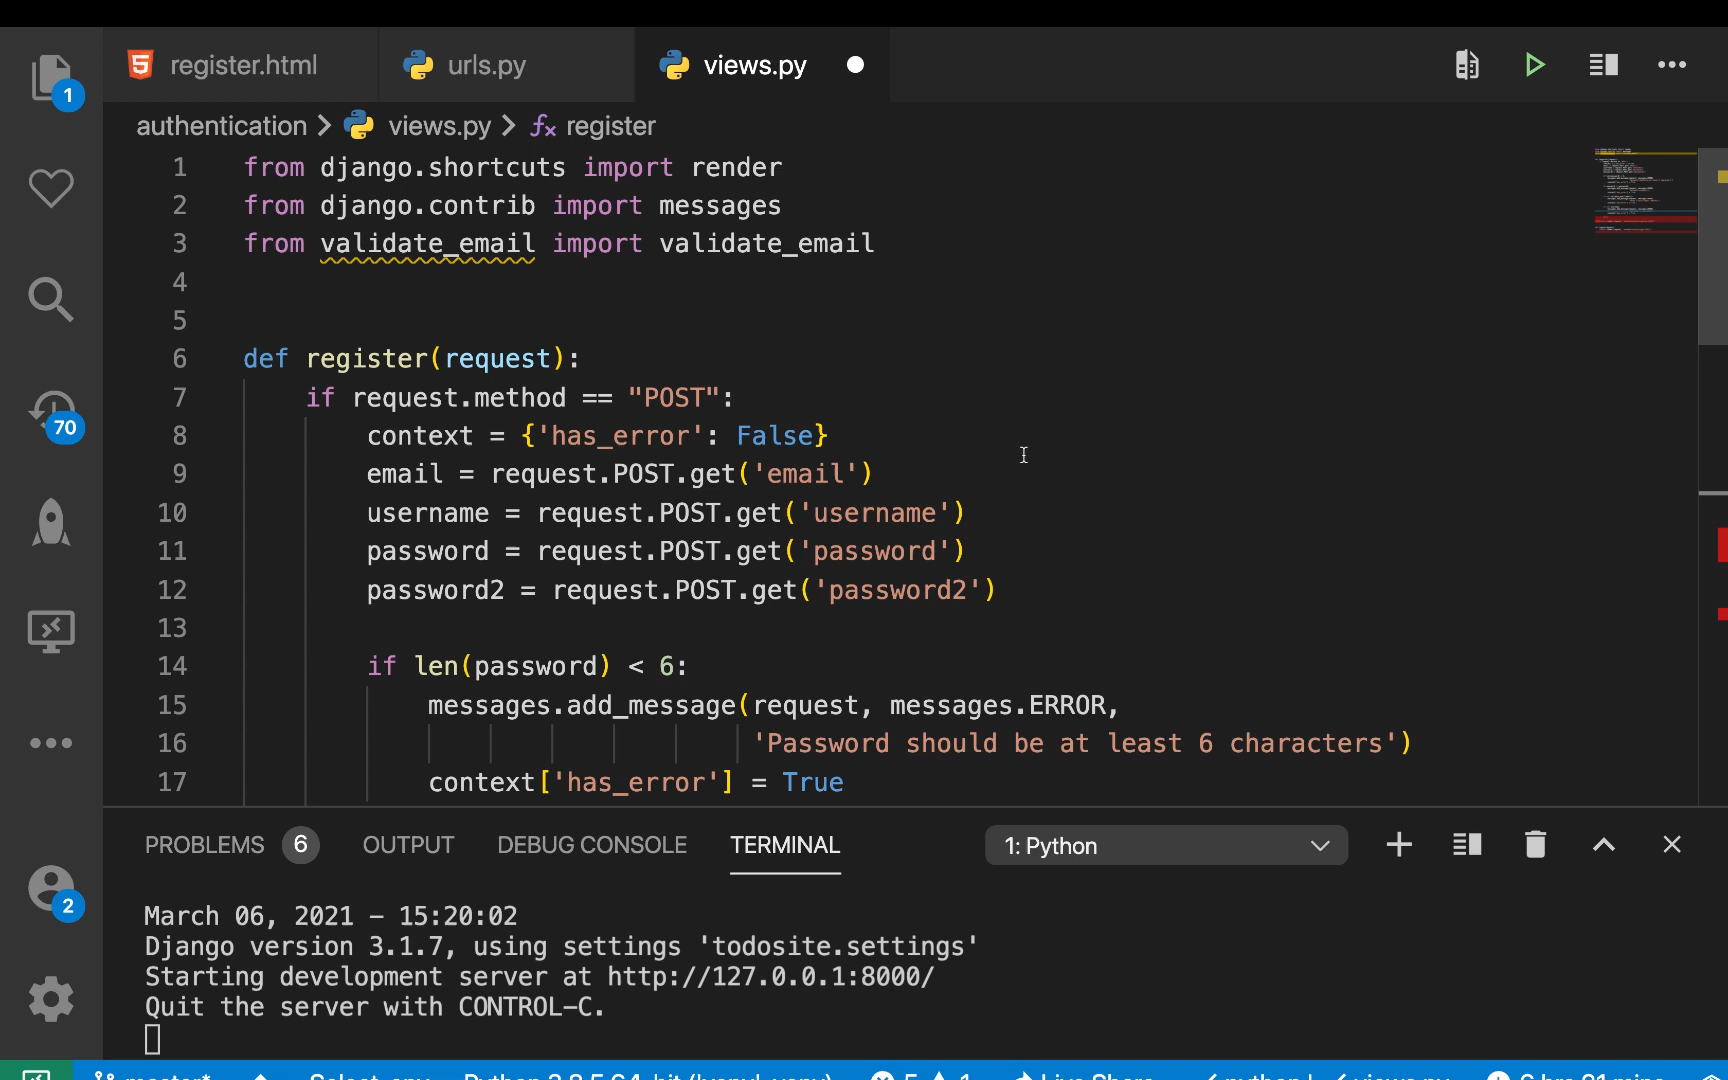 register.html urls.py views.py
1
authentication > views.py > fx register
1 from django.shortcuts import render
2 from django.contrib import messages
3 from validate_email import validate_email
4
5
6 def register(request):
7 if request.method == "POST":
8 context = {'has_error': False}
70
9 email = request.POST.get('email')
10 username = request.POST.get('username')
11 password = request.POST.get('password')
12 password2 = request.POST.get('password2')
13
14 if len(password) < 6:
15 messages.add_message(request, messages.ERROR,
16 'Password should be at least 6 characters')
17 context['has_error'] = True
PROBLEMS 6 OUTPUT DEBUG CONSOLE TERMINAL 1: Python
2
March 06, 2021 - 15:20:02
Django version 3.1.7, using settings 'todosite.settings'
Starting development server at http://127.0.0.1:8000/
Quit the server with CONTROL-C.